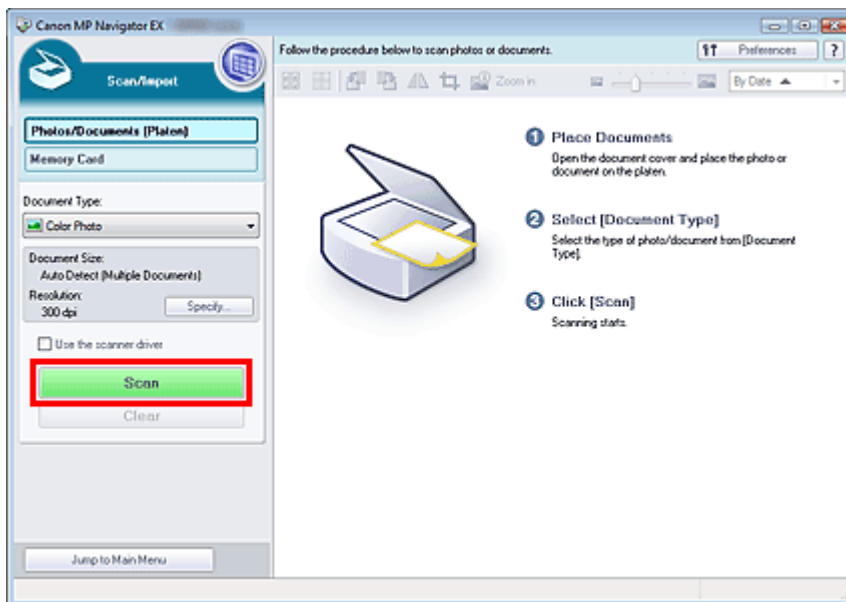 Canon MP Navigator EX
Scan/Import
Photos/Documents (Platen)
Memory Card
Document Type:
Color Photo
Document Size:
Auto Detect (Multiple Documents)
Resolution:
300 dpi
Specify...
Use the scanner driver
Scan
Clear
Jump to Main Menu
Follow the procedure below to scan photos or documents.
Preferences
?
Zoom in
By Date
1 Place Documents
Open the document cover and place the photo or
document on the platen.
2 Select [Document Type]
Select the type of photo/document from [Document
Type].
3 Click [Scan]
Scanning starts.